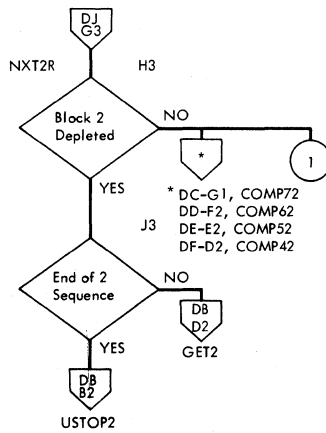 DJ
G3
NXT2R
H3
Block 2
Depleted
NO
*
1
YES
* DC-G1, COMP72
DD-F2, COMP62
DE-E2, COMP52
DF-D2, COMP42
J3
End of 2
Sequence
NO
DB
D2
GET2
YES
DB
B2
USTOP2